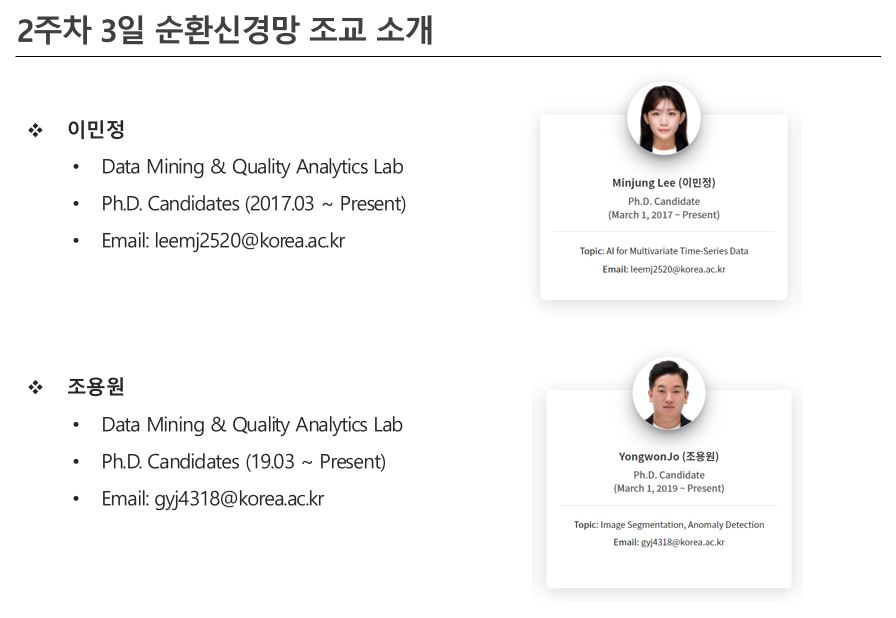 2주차 3일 순환신경망 조교 소개
❖ 이민정
• Data Mining & Quality Analytics Lab
• Ph.D. Candidates (2017.03 ~ Present)
• Email: leemj2520@korea.ac.kr
Minjung Lee (이민정)
Ph.D. Candidate
(March 1, 2017 ~ Present)
Topic: AI for Multivariate Time-Series Data
Email: leemj2520@korea.ac.kr
❖ 조용원
• Data Mining & Quality Analytics Lab
• Ph.D. Candidates (19.03 ~ Present)
• Email: gyj4318@korea.ac.kr
YongwonJo (조용원)
Ph.D. Candidate
(March 1, 2019 ~ Present)
Topic: Image Segmentation, Anomaly Detection
Email: gyj4318@korea.ac.kr